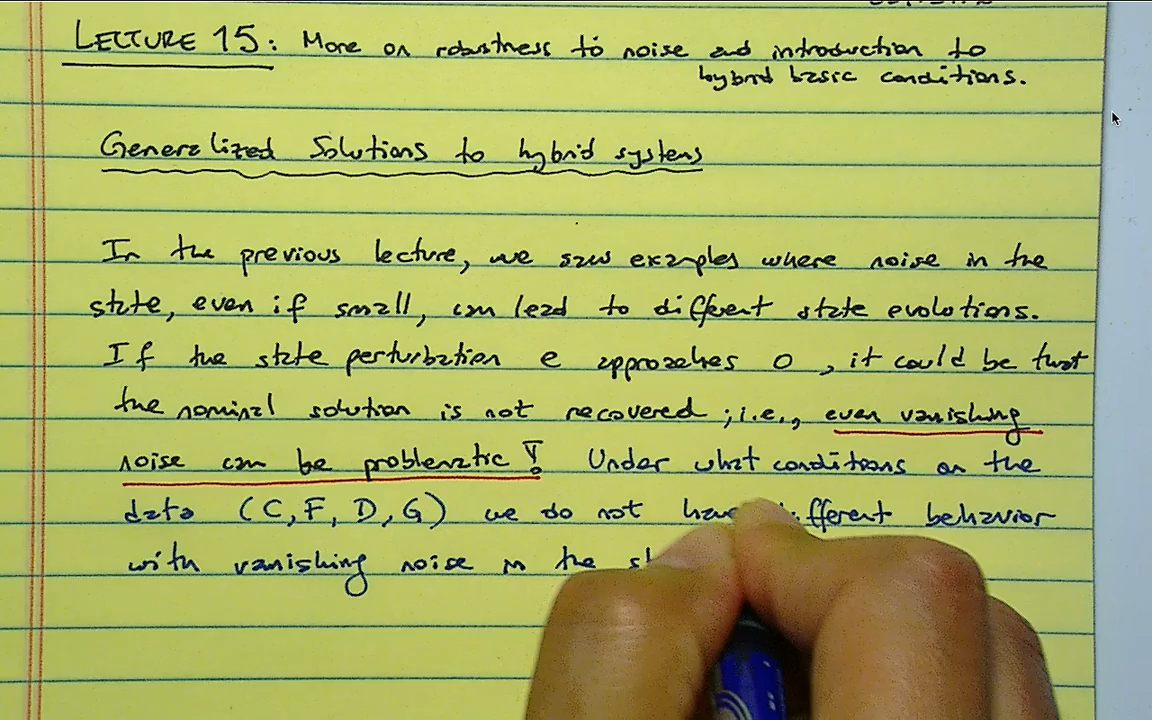 LECTURE 15: More on robustness to noise and introduction to
hybrid basic conditions.
Generalized Solutions to hybrid systems
In the previous lecture, we saw examples where noise in the
state, even if small, can lead to different state evolutions.
If the state perturbation e approaches 0, it could be that
the nominal solution is not recovered; i.e., even vanishing
noise can be problematic! Under what conditions on the
data (C, F, D, G) we do not have different behavior
with vanishing noise in the